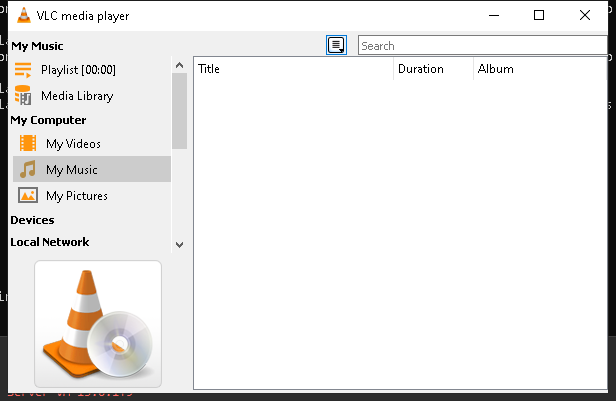 VLC media player
My Music
Search
Playlist [00:00]
Media Library
My Computer
My Videos
My Music
My Pictures
Devices
Local Network
Title Duration Album